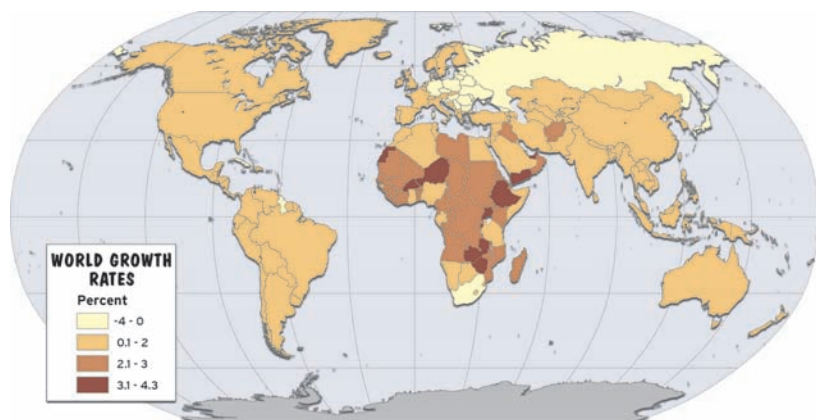 WORLD GROWTH
RATES
Percent
-4 - 0
0.1 - 2
2.1 - 3
3.1 - 4.3